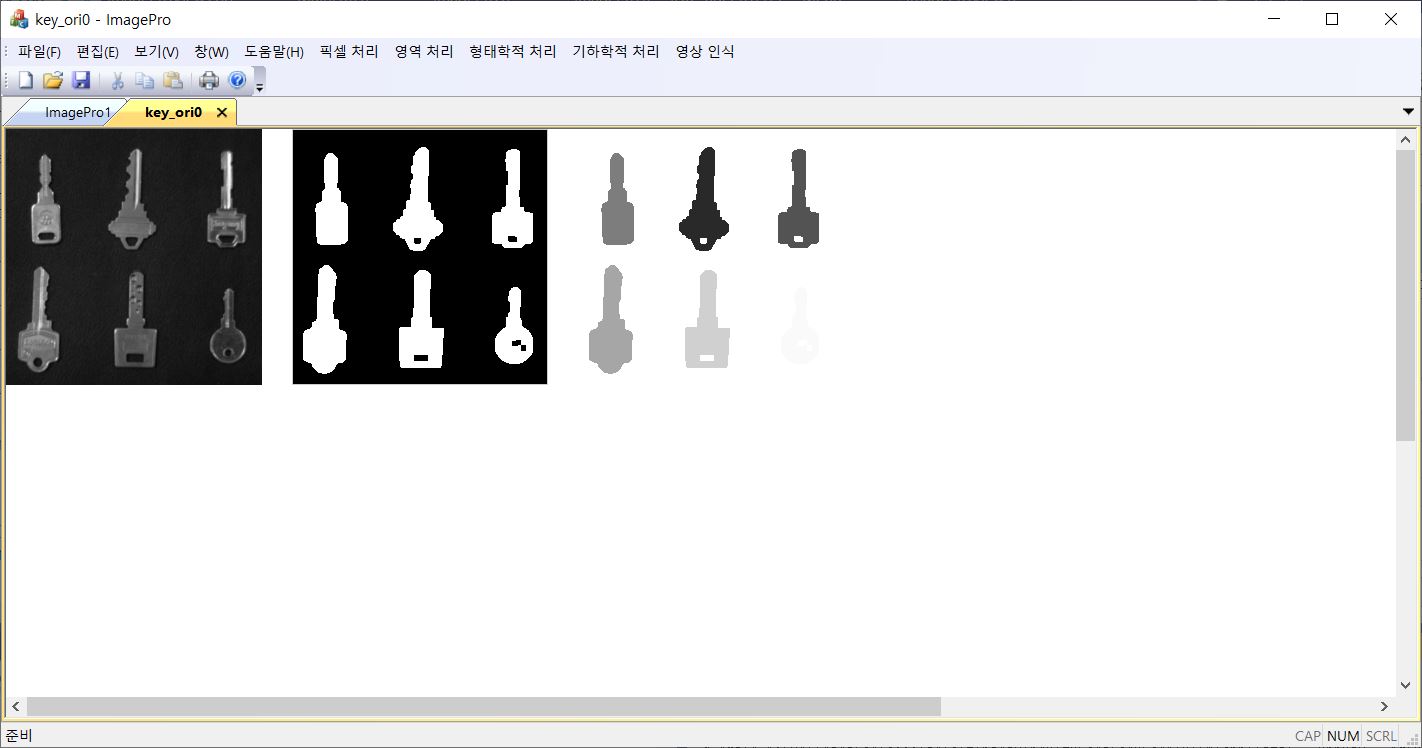 key_ori0 - ImagePro
파일(F) 편집(E) 보기(V) 창(W) 도움말(H) 픽셀 처리 영역 처리 형태학적 처리 기하학적 처리 영상 인식
ImagePro1 key_ori0
준비 CAP NUM SCRL